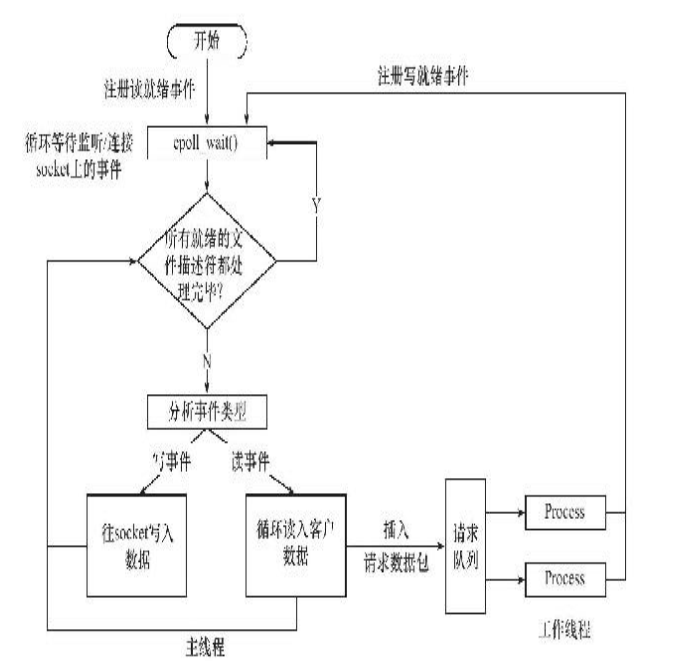 开始
注册读就绪事件
注册写就绪事件
循环等待监听/连接
socket上的事件
epoll_wait()
Y
所有就绪的文
件描述符都处
理完毕?
N
分析事件类型
写事件
读事件
往socket写入
数据
循环读入客户
数据
插入
请求数据包
请求
队列
Process
Process
工作线程
主线程